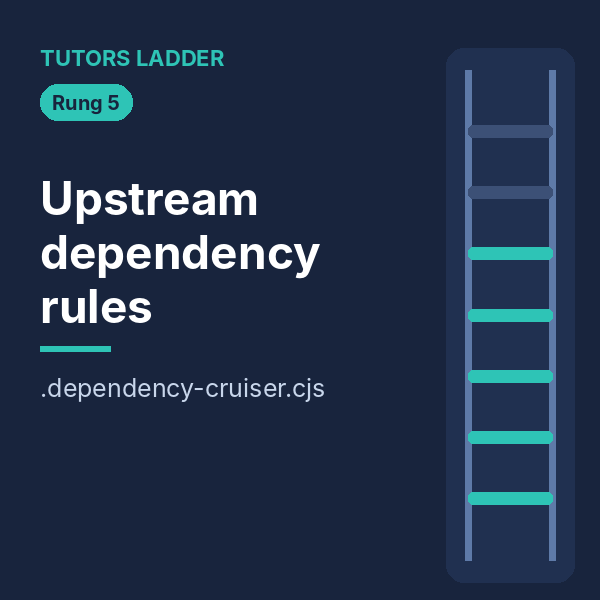 TUTORS LADDER
Rung 5
Upstream
dependency
rules
.dependency-cruiser.cjs